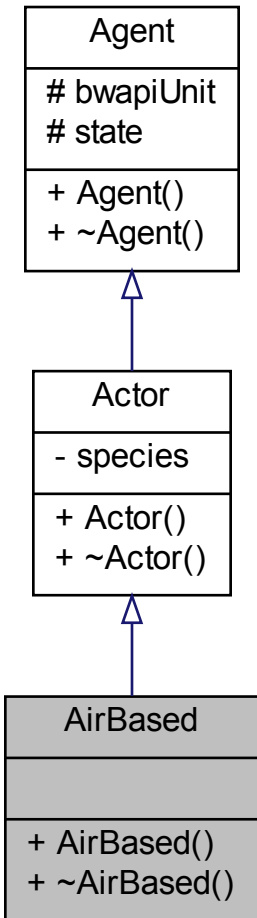 Agent
# bwapiUnit
# state
+ Agent()
+ ~Agent()
Actor
- species
+ Actor()
+ ~Actor()
AirBased
+ AirBased()
+ ~AirBased()